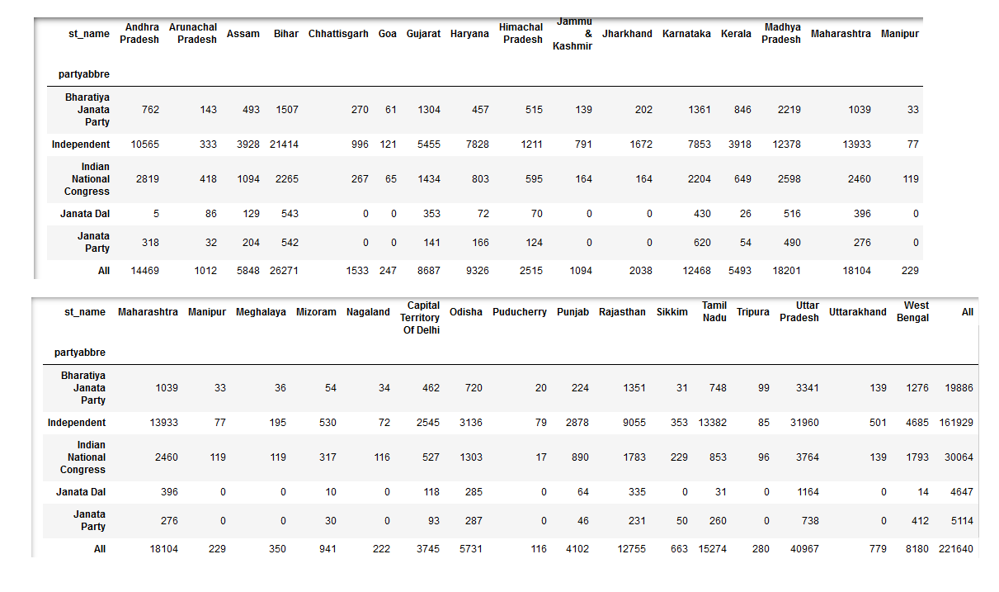 st_name Andhra Pradesh Arunachal Pradesh Assam Bihar Chhattisgarh Goa Gujarat Haryana Himachal Pradesh Jammu & Kashmir Jharkhand Karnataka Kerala Madhya Pradesh Maharashtra Manipur
partyabbre
Bharatiya Janata Party 762 143 493 1507 270 61 1304 457 515 139 202 1361 846 2219 1039 33
Independent 10565 333 3928 21414 996 121 5455 7828 1211 791 1672 7853 3918 12378 13933 77
Indian National Congress 2819 418 1094 2265 267 65 1434 803 595 164 164 2204 649 2598 2460 119
Janata Dal 5 86 129 543 0 0 353 72 70 0 0 430 26 516 396 0
Janata Party 318 32 204 542 0 0 141 166 124 0 0 620 54 490 276 0
All 14469 1012 5848 26271 1533 247 8687 9326 2515 1094 2038 12468 5493 18201 18104 229
st_name Maharashtra Manipur Meghalaya Mizoram Nagaland Capital Territory Of Delhi Odisha Puducherry Punjab Rajasthan Sikkim Tamil Nadu Tripura Uttar Pradesh Uttarakhand West Bengal All
partyabbre
Bharatiya Janata Party 1039 33 36 54 34 462 720 20 224 1351 31 748 99 3341 139 1276 19886
Independent 13933 77 195 530 72 2545 3136 79 2878 9055 353 13382 85 31960 501 4685 161929
Indian National Congress 2460 119 119 317 116 527 1303 17 890 1783 229 853 96 3764 139 1793 30064
Janata Dal 396 0 0 10 0 118 285 0 64 335 0 31 0 1164 0 14 4647
Janata Party 276 0 0 30 0 93 287 0 46 231 50 260 0 738 0 412 5114
All 18104 229 350 941 222 3745 5731 116 4102 12755 663 15274 280 40967 779 8180 221640